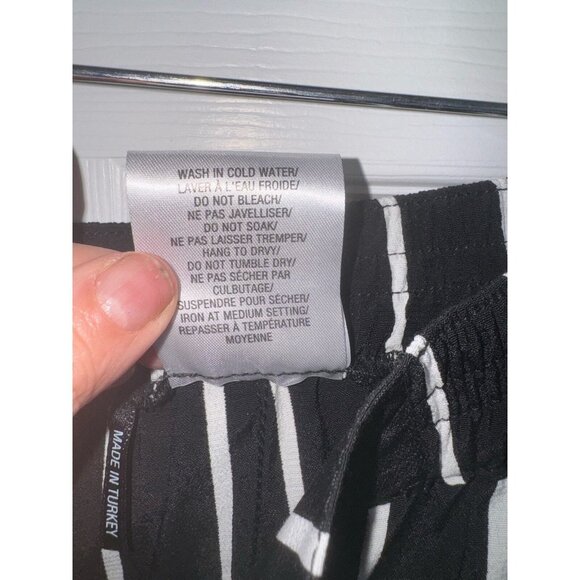 WASH IN COLD WATER/
LAVER À L'EAU FROIDE/
DO NOT BLEACH/
NE PAS JAVELLISER/
DO NOT SOAK/
NE PAS LAISSER TREMPER/
HANG TO DRVY/
DO NOT TUMBLE DRY/
NE PAS SÉCHER PAR
CULBUTAGE/
SUSPENDRE POUR SÉCHER/
IRON AT MEDIUM SETTING/
REPASSER À TEMPÉRATURE
MOYENNE
MADE IN TURKEY